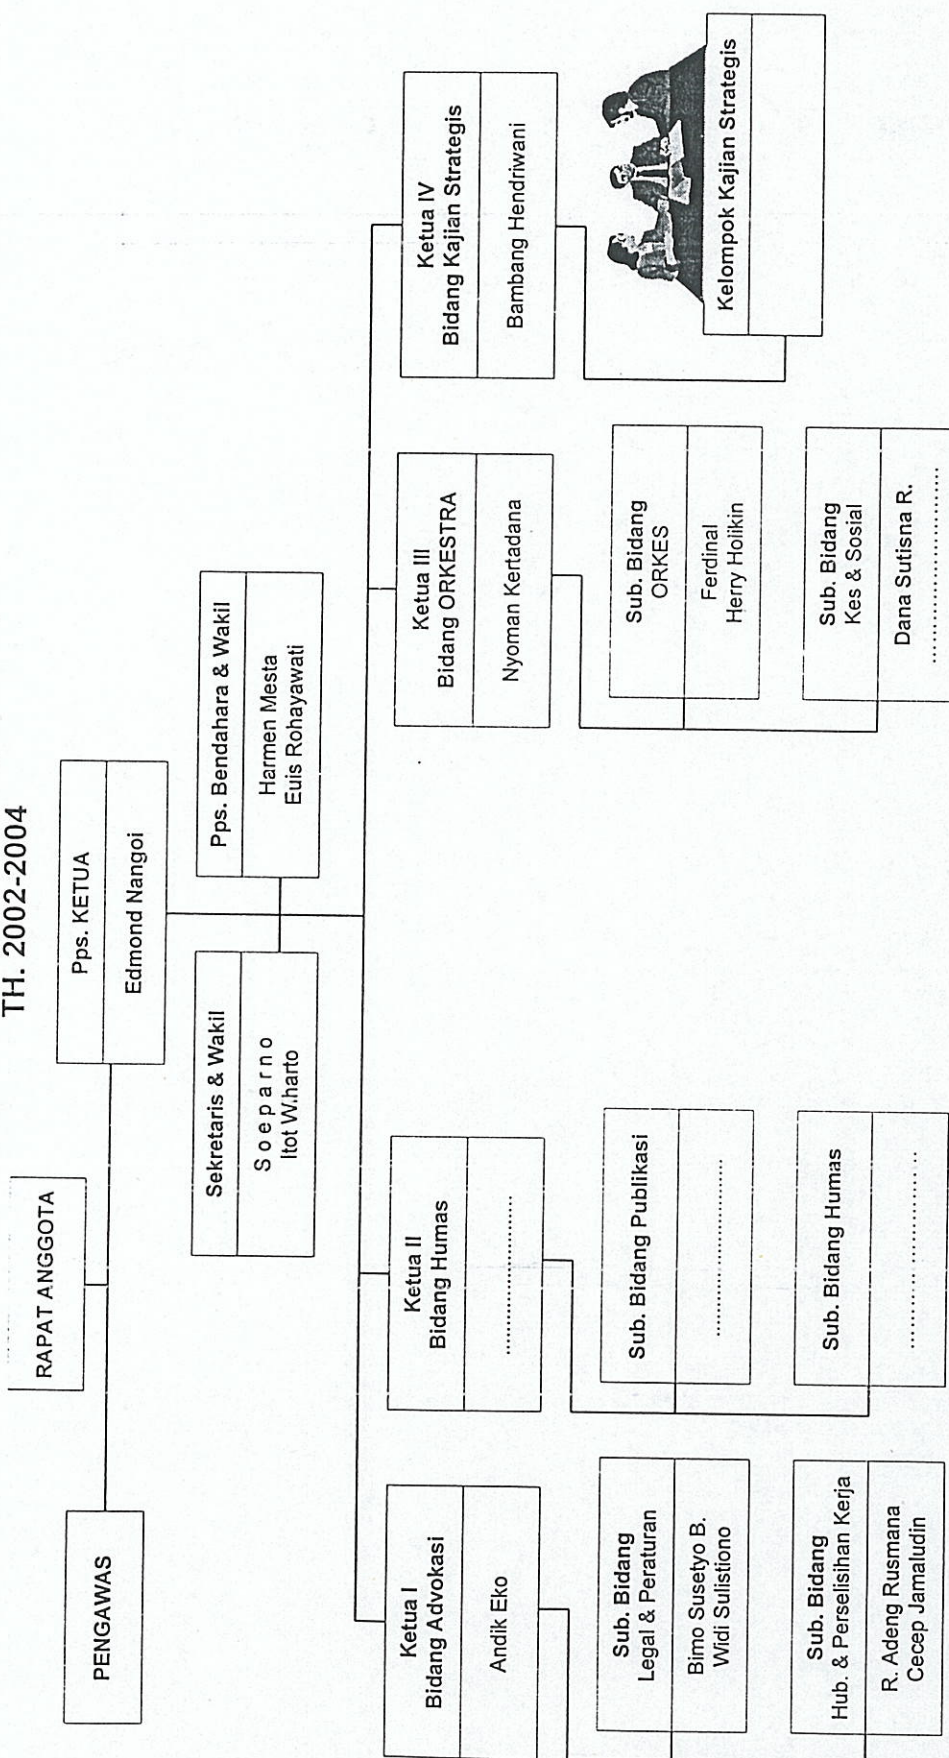 TH. 2002-2004
RAPAT ANGGOTA
PENGAWAS
Pps. KETUA
Edmond Nangoi
Sekretaris & Wakil
S o e p a r n o
Itot W.harto
Pps. Bendahara & Wakil
Harmen Mesta
Euis Rohayawati
Ketua I
Bidang Advokasi
Andik Eko
Sub. Bidang
Legal & Peraturan
Bimo Susetyo B.
Widi Sulistiono
Sub. Bidang
Hub. & Perselisihan Kerja
R. Adeng Rusmana
Cecep Jamaludin
Ketua II
Bidang Humas
..............................
Sub. Bidang Publikasi
..............................
Sub. Bidang Humas
..............................
Ketua III
Bidang ORKESTRA
Nyoman Kertadana
Sub. Bidang
ORKES
Ferdinal
Herry Holikin
Sub. Bidang
Kes & Sosial
Dana Sutisna R.
..............................
Ketua IV
Bidang Kajian Strategis
Bambang Hendriwani
Kelompok Kajian Strategis